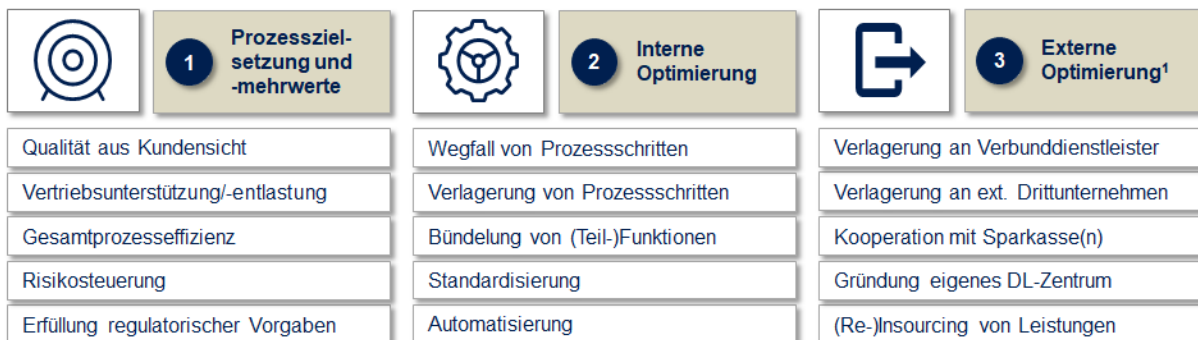 1
Prozessziel-
setzung und
-mehrwerte
Qualität aus Kundensicht
Vertriebsunterstützung/-entlastung
Gesamtprozesseffizienz
Risikosteuerung
Erfüllung regulatorischer Vorgaben
2
Interne
Optimierung
Wegfall von Prozessschritten
Verlagerung von Prozessschritten
Bündelung von (Teil-)Funktionen
Standardisierung
Automatisierung
3
Externe
Optimierung¹
Verlagerung an Verbunddienstleister
Verlagerung an ext. Drittunternehmen
Kooperation mit Sparkasse(n)
Gründung eigenes DL-Zentrum
(Re-)Insourcing von Leistungen